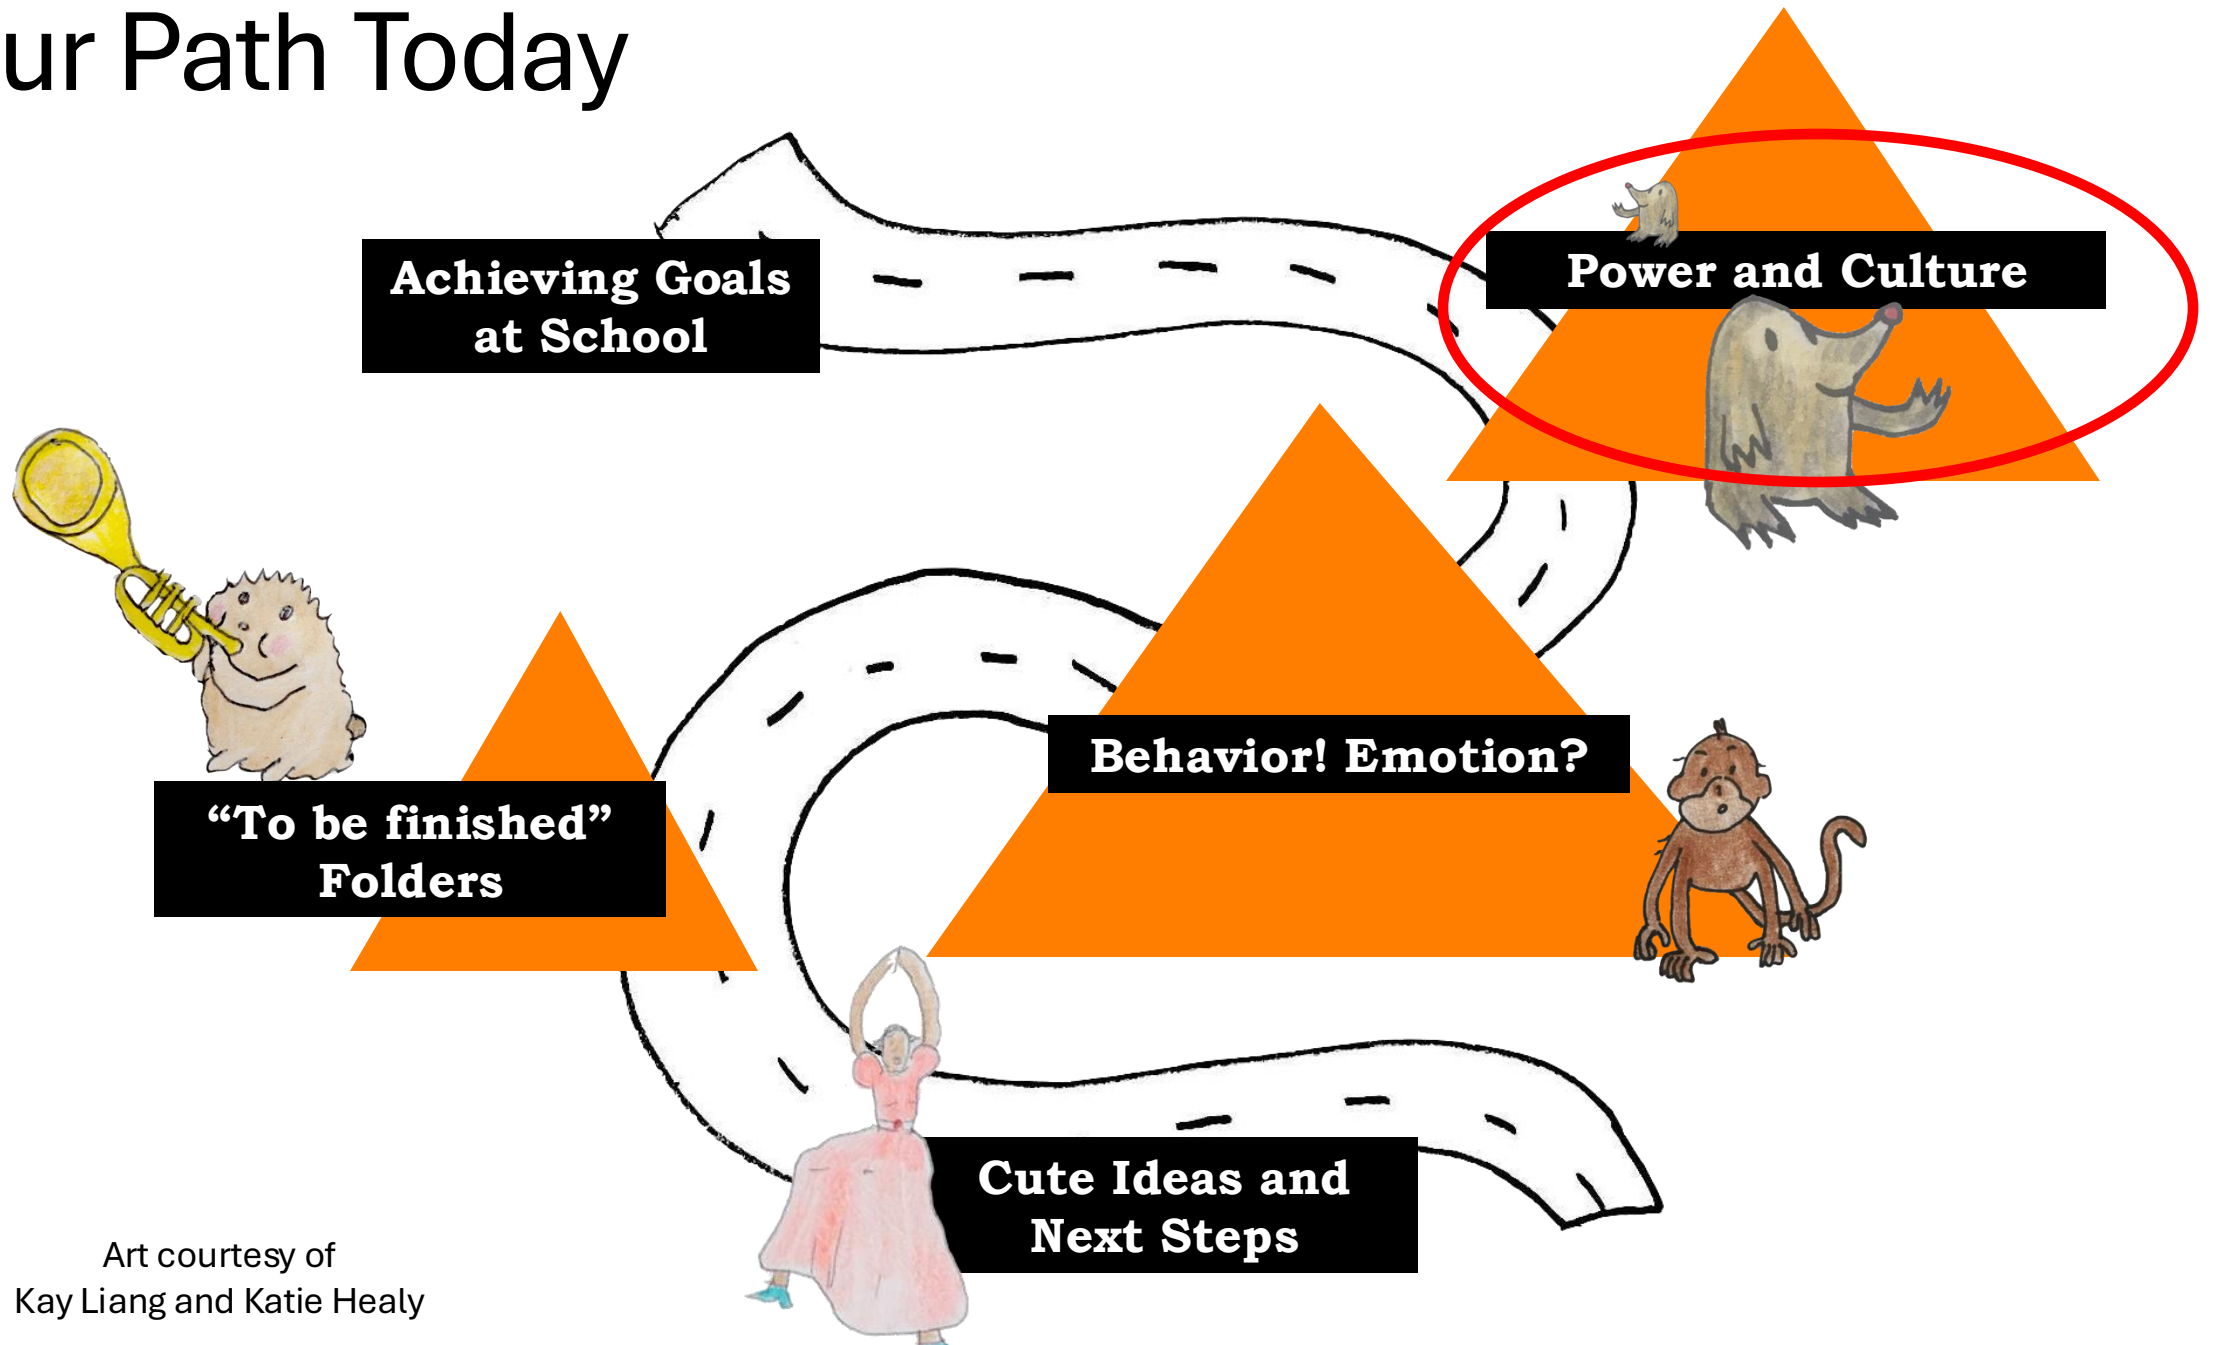 ur Path Today
Achieving Goals
at School
Power and Culture
Behavior! Emotion?
“To be finished”
Folders
Cute Ideas and
Next Steps
Art courtesy of
Kay Liang and Katie Healy